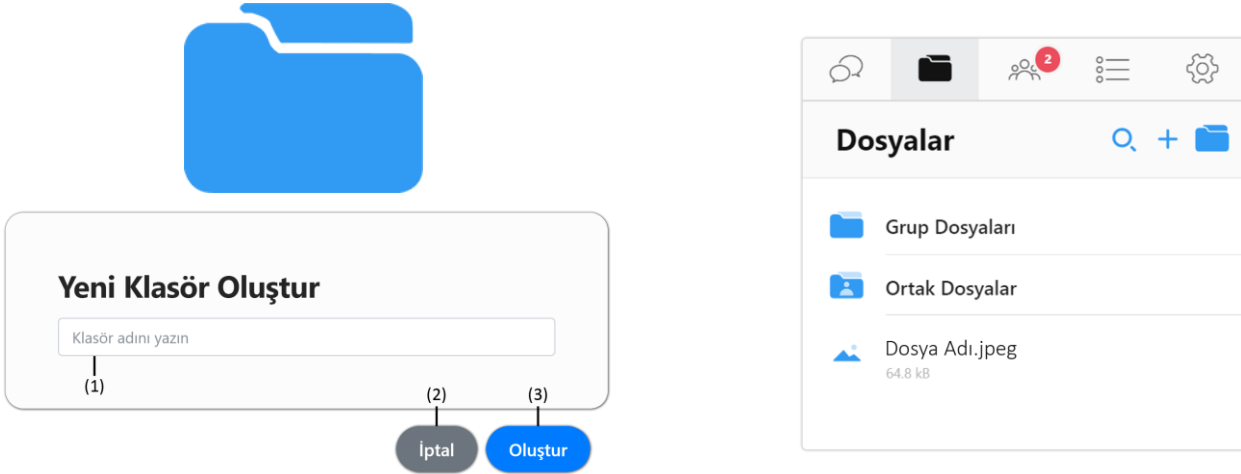 Yeni Klasör Oluştur
Klasör adını yazın
(1)
(2)
(3)
İptal
Oluştur
2
Dosyalar
Grup Dosyaları
Ortak Dosyalar
Dosya Adı.jpeg
64.8 kB